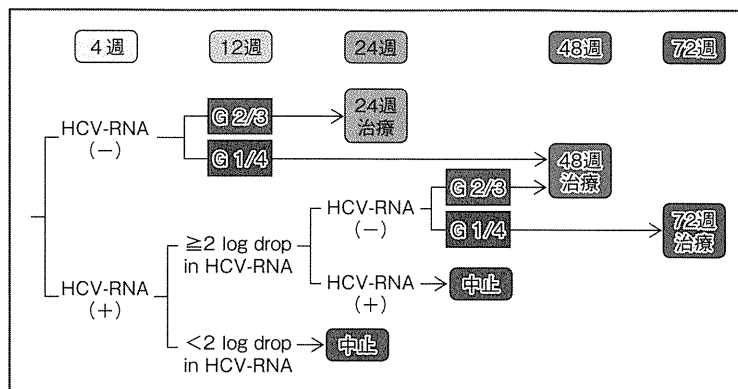 4週 12週 24週 48週 72週
G 2/3
24週
治療
HCV-RNA
(－)
G 1/4
48週
治療
G 2/3
HCV-RNA
(－)
G 1/4
72週
治療
≧2 log drop
in HCV-RNA
HCV-RNA
(＋)
HCV-RNA
(＋)
中止
＜2 log drop
in HCV-RNA
中止